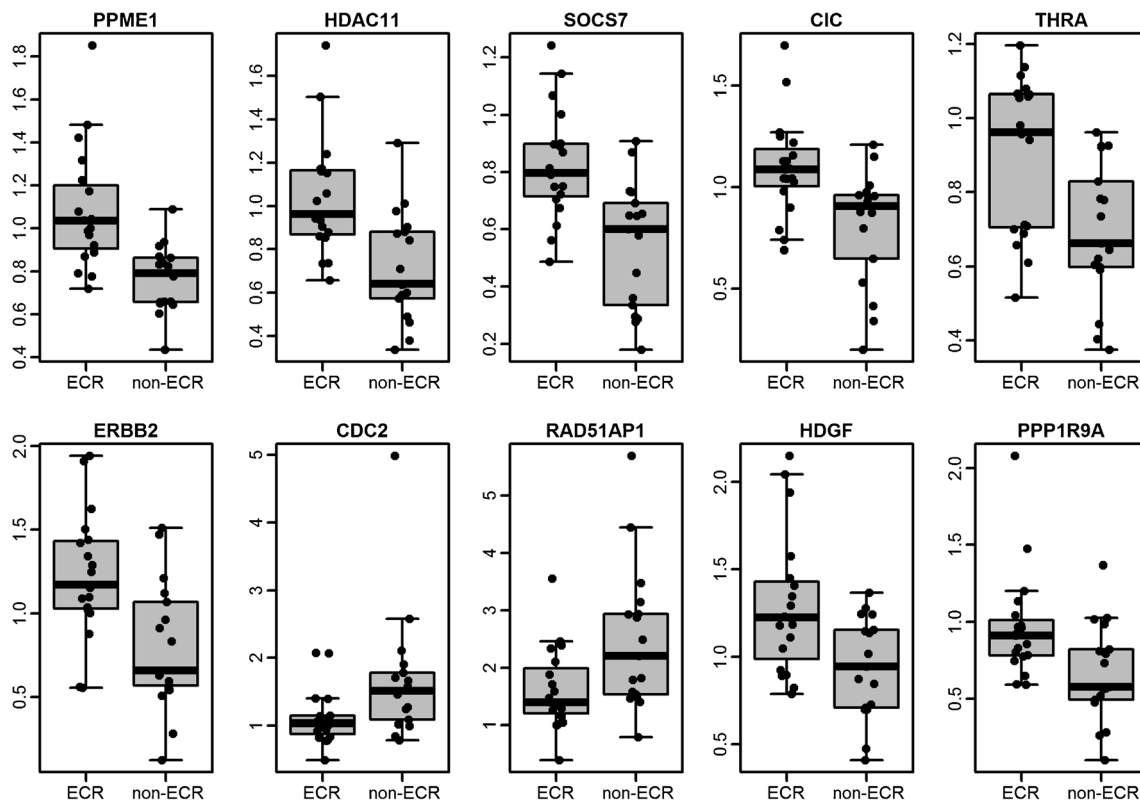 PPME1 HDAC11 SOCS7 CIC THRA
0.4 0.6 0.8 1.0 1.2 1.4 1.6 1.8
0.4 0.6 0.8 1.0 1.2 1.4 1.6
0.2 0.4 0.6 0.8 1.0 1.2
0.5 1.0
0.4 0.6 0.8 1.0 1.2
ECR non-ECR ECR non-ECR ECR non-ECR ECR non-ECR ECR non-ECR
ERBB2 CDC2 RAD51AP1 HDGF PPP1R9A
0.5 1.0 1.5 2.0
1 2 3 4 5
1 2 3 4 5
0.5 1.0 1.5 2.0
0.5 1.0 1.5 2.0
ECR non-ECR ECR non-ECR ECR non-ECR ECR non-ECR ECR non-ECR